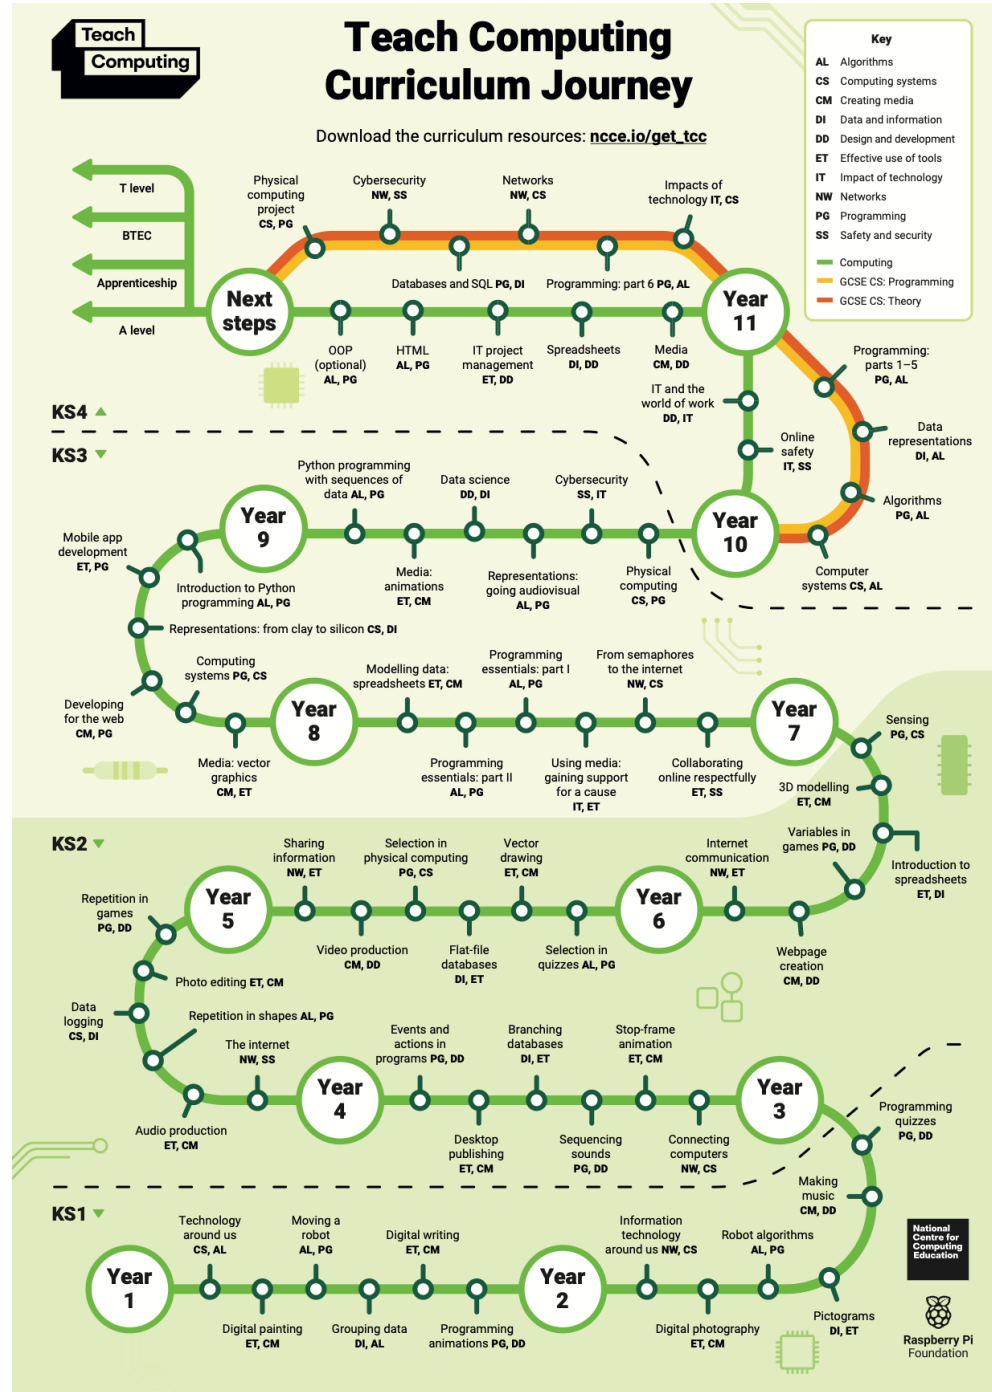 Teach
Computing
Teach Computing
Curriculum Journey
Download the curriculum resources: ncce.io/get_tcc
Key
AL Algorithms
CS Computing systems
CM Creating media
DI Data and information
DD Design and development
ET Effective use of tools
IT Impact of technology
NW Networks
PG Programming
SS Safety and security
Computing
GCSE CS: Programming
GCSE CS: Theory
T level
BTEC
Apprenticeship
A level
Next
steps
Physical
computing
project
CS, PG
Cybersecurity
NW, SS
Databases and SQL PG, DI
Networks
NW, CS
Programming: part 6 PG, AL
Impacts of
technology IT, CS
Year
11
OOP
(optional)
AL, PG
HTML
AL, PG
IT project
management
ET, DD
Spreadsheets
DI, DD
Media
CM, DD
IT and the
world of work
DD, IT
Online
safety
IT, SS
Programming:
parts 1–5
PG, AL
Data
representations
DI, AL
Algorithms
PG, AL
Computer
systems CS, AL
Year
10
KS4
KS3
Year
9
Python programming
with sequences of
data AL, PG
Media:
animations
ET, CM
Data science
DD, DI
Representations:
going audiovisual
AL, PG
Cybersecurity
SS, IT
Physical
computing
CS, PG
Mobile app
development
ET, PG
Introduction to Python
programming AL, PG
Representations: from clay to silicon CS, DI
Computing
systems PG, CS
Developing
for the web
CM, PG
Media: vector
graphics
CM, ET
Year
8
Modelling data:
spreadsheets ET, CM
Programming
essentials: part II
AL, PG
Programming
essentials: part I
AL, PG
Using media:
gaining support
for a cause
IT, ET
From semaphores
to the internet
NW, CS
Collaborating
online respectfully
ET, SS
Year
7
Sensing
PG, CS
3D modelling
ET, CM
Variables in
games PG, DD
Introduction to
spreadsheets
ET, DI
KS2
Year
5
Sharing
information
NW, ET
Video production
CM, DD
Selection in
physical computing
PG, CS
Flat-file
databases
DI, ET
Vector
drawing
ET, CM
Selection in
quizzes AL, PG
Year
6
Internet
communication
NW, ET
Webpage
creation
CM, DD
Repetition in
games
PG, DD
Photo editing ET, CM
Data
logging
CS, DI
Repetition in shapes AL, PG
The internet
NW, SS
Audio production
ET, CM
Year
4
Events and
actions in
programs PG, DD
Desktop
publishing
ET, CM
Branching
databases
DI, ET
Sequencing
sounds
PG, DD
Stop-frame
animation
ET, CM
Connecting
computers
NW, CS
Year
3
Programming
quizzes
PG, DD
Making
music
CM, DD
KS1
Year
1
Technology
around us
CS, AL
Digital painting
ET, CM
Moving a
robot
AL, PG
Grouping data
DI, AL
Digital writing
ET, CM
Programming
animations PG, DD
Year
2
Information
technology
around us NW, CS
Digital photography
ET, CM
Robot algorithms
AL, PG
Pictograms
DI, ET
National
Centre for
Computing
Education
Raspberry Pi
Foundation